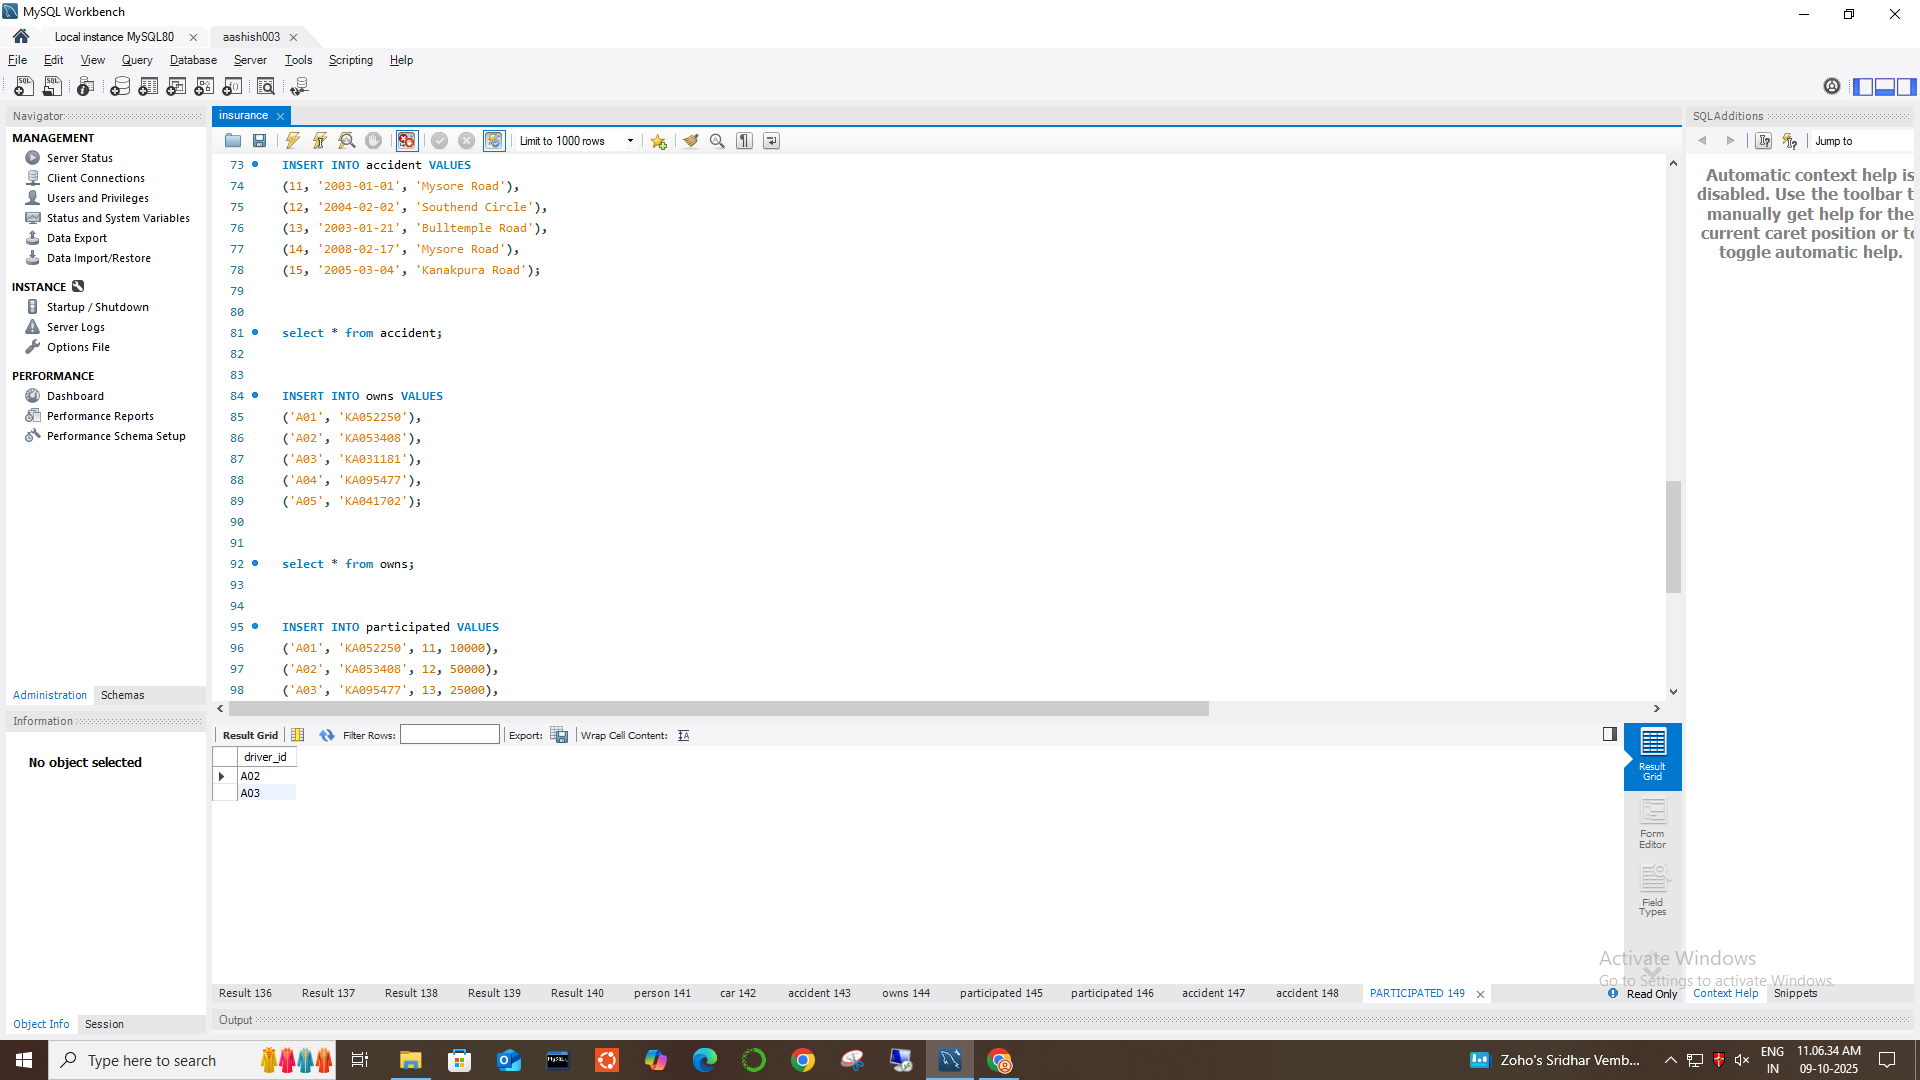 MySQL Workbench
Local instance MySQL80
aashish003
File Edit View Query Database Server Tools Scripting Help
Navigator
MANAGEMENT
Server Status
Client Connections
Users and Privileges
Status and System Variables
Data Export
Data Import/Restore
INSTANCE
Startup / Shutdown
Server Logs
Options File
PERFORMANCE
Dashboard
Performance Reports
Performance Schema Setup
Administration Schemas
Information
No object selected
Object Info Session
insurance
Limit to 1000 rows
73 INSERT INTO accident VALUES
74 (11, '2003-01-01', 'Mysore Road'),
75 (12, '2004-02-02', 'Southend Circle'),
76 (13, '2003-01-21', 'Bulltemple Road'),
77 (14, '2008-02-17', 'Mysore Road'),
78 (15, '2005-03-04', 'Kanakpura Road');
79
80
81 select * from accident;
82
83
84 INSERT INTO owns VALUES
85 ('A01', 'KA052250'),
86 ('A02', 'KA053408'),
87 ('A03', 'KA031181'),
88 ('A04', 'KA095477'),
89 ('A05', 'KA041702');
90
91
92 select * from owns;
93
94
95 INSERT INTO participated VALUES
96 ('A01', 'KA052250', 11, 10000),
97 ('A02', 'KA053408', 12, 50000),
98 ('A03', 'KA095477', 13, 25000),
Result Grid Filter Rows: Export: Wrap Cell Content:
driver_id
A02
A03
Result Grid
Form Editor
Field Types
Result 136 Result 137 Result 138 Result 139 Result 140 person 141 car 142 accident 143 owns 144 participated 145 participated 146 accident 147 accident 148 PARTICIPATED 149
Read Only
Output
SQLAdditions
Jump to
Automatic context help is
disabled. Use the toolbar t
manually get help for the
current caret position or to
toggle automatic help.
Context Help Snippets
Activate Windows
Go to Settings to activate Windows.
Type here to search
Zoho's Sridhar Vemb...
ENG
IN
11.06.34 AM
09-10-2025